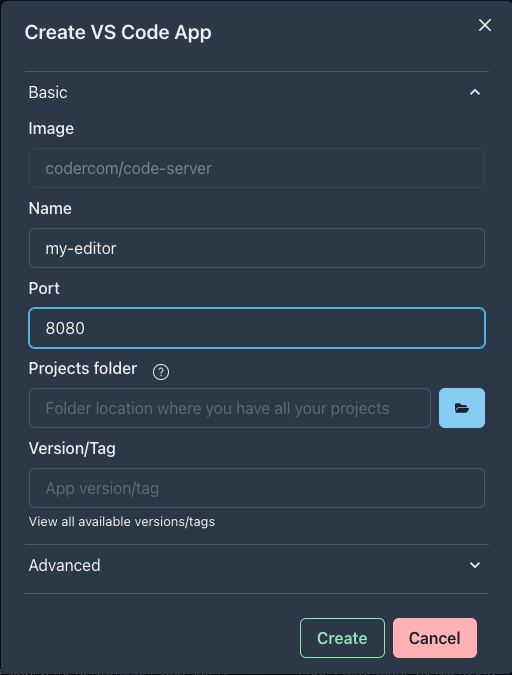 Create VS Code App
Basic
Image
codercom/code-server
Name
my-editor
Port
8080
Projects folder ?
Folder location where you have all your projects
Version/Tag
App version/tag
View all available versions/tags
Advanced
Create Cancel